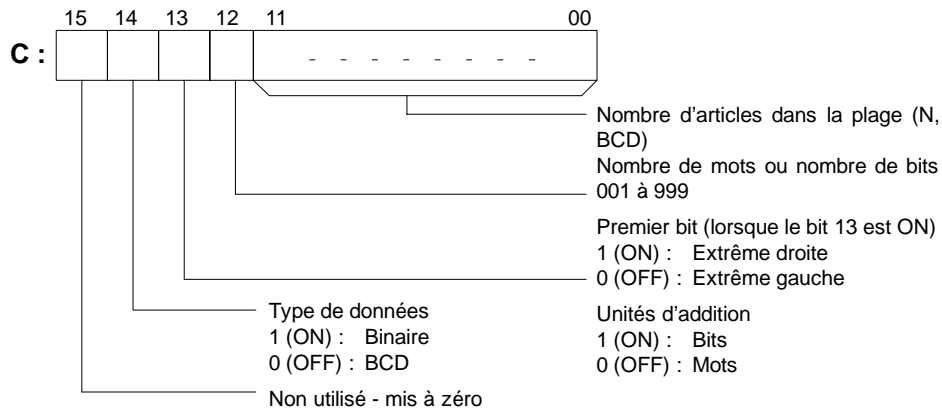 15 14 13 12 11 00
C :
- - - - - - - -
Nombre d'articles dans la plage (N,
BCD)
Nombre de mots ou nombre de bits
001 à 999
Premier bit (lorsque le bit 13 est ON)
1 (ON) : Extrême droite
0 (OFF) : Extrême gauche
Type de données
1 (ON) : Binaire
0 (OFF) : BCD
Unités d'addition
1 (ON) : Bits
0 (OFF) : Mots
Non utilisé - mis à zéro